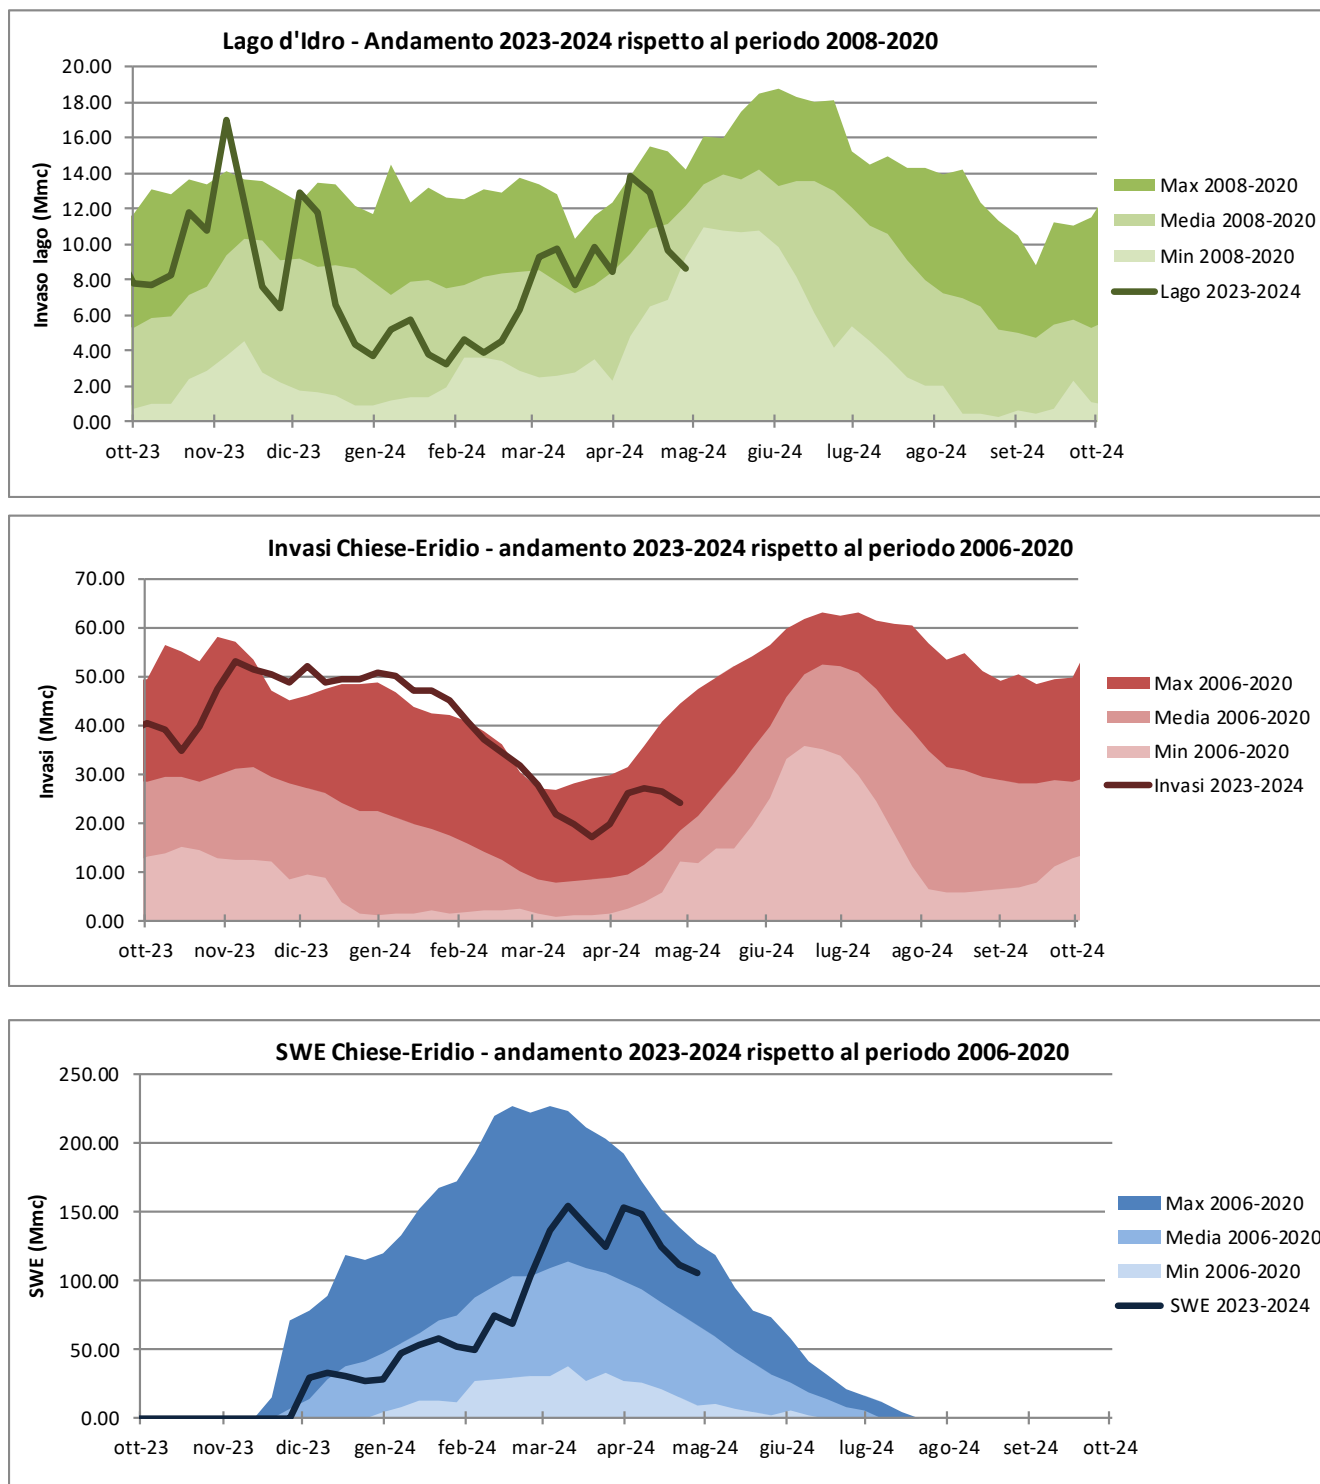 Lago d'Idro - Andamento 2023-2024 rispetto al periodo 2008-2020
Invaso lago (Mmc)
20.00
18.00
16.00
14.00
12.00
10.00
8.00
6.00
4.00
2.00
0.00
ott-23 nov-23 dic-23 gen-24 feb-24 mar-24 apr-24 mag-24 giu-24 lug-24 ago-24 set-24 ott-24
Max 2008-2020
Media 2008-2020
Min 2008-2020
Lago 2023-2024
Invasi Chiese-Eridio - andamento 2023-2024 rispetto al periodo 2006-2020
Invasi (Mmc)
70.00
60.00
50.00
40.00
30.00
20.00
10.00
0.00
ott-23 nov-23 dic-23 gen-24 feb-24 mar-24 apr-24 mag-24 giu-24 lug-24 ago-24 set-24 ott-24
Max 2006-2020
Media 2006-2020
Min 2006-2020
Invasi 2023-2024
SWE Chiese-Eridio - andamento 2023-2024 rispetto al periodo 2006-2020
SWE (Mmc)
250.00
200.00
150.00
100.00
50.00
0.00
ott-23 nov-23 dic-23 gen-24 feb-24 mar-24 apr-24 mag-24 giu-24 lug-24 ago-24 set-24 ott-24
Max 2006-2020
Media 2006-2020
Min 2006-2020
SWE 2023-2024